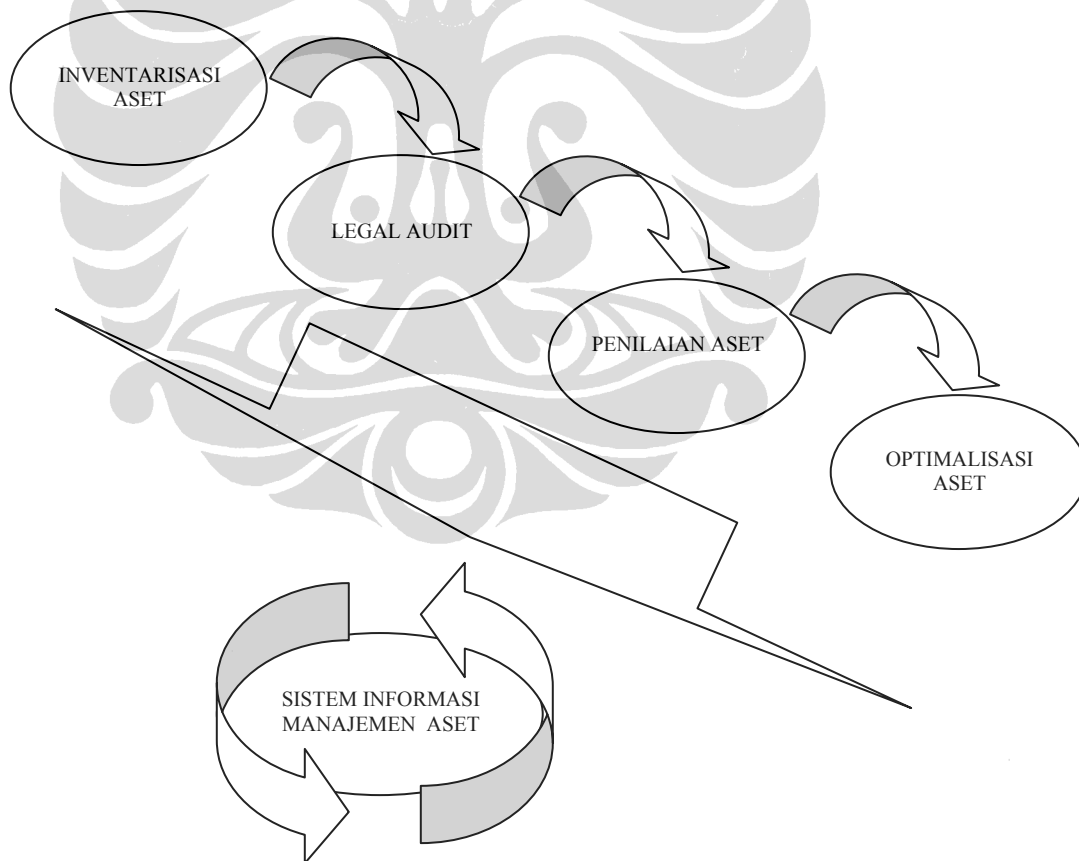 INVENTARISASI
ASET
LEGAL AUDIT
PENILAIAN ASET
OPTIMALISASI
ASET
SISTEM INFORMASI
MANAJEMEN ASET